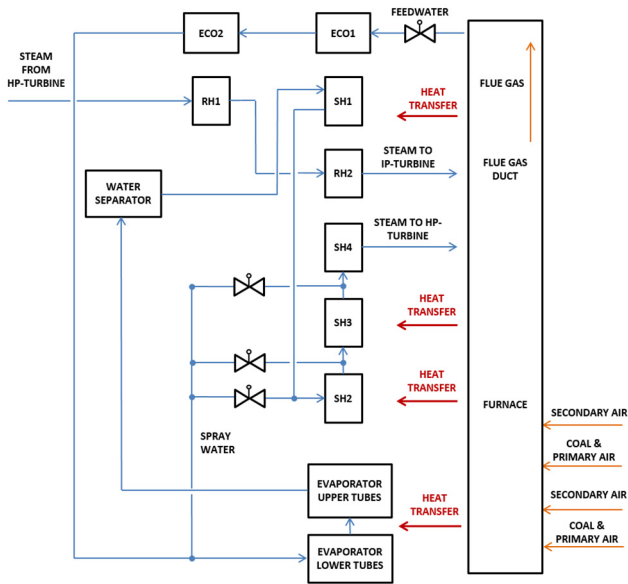 FEEDWATER
ECO2
ECO1
STEAM
FROM
HP-TURBINE
RH1
SH1
HEAT
TRANSFER
FLUE GAS
STEAM TO
IP-TURBINE
RH2
FLUE GAS
DUCT
WATER
SEPARATOR
STEAM TO HP-
TURBINE
SH4
SH3
HEAT
TRANSFER
SH2
HEAT
TRANSFER
FURNACE
SECONDARY AIR
SPRAY
WATER
COAL &
PRIMARY AIR
EVAPORATOR
UPPER TUBES
HEAT
TRANSFER
SECONDARY AIR
COAL &
PRIMARY AIR
EVAPORATOR
LOWER TUBES